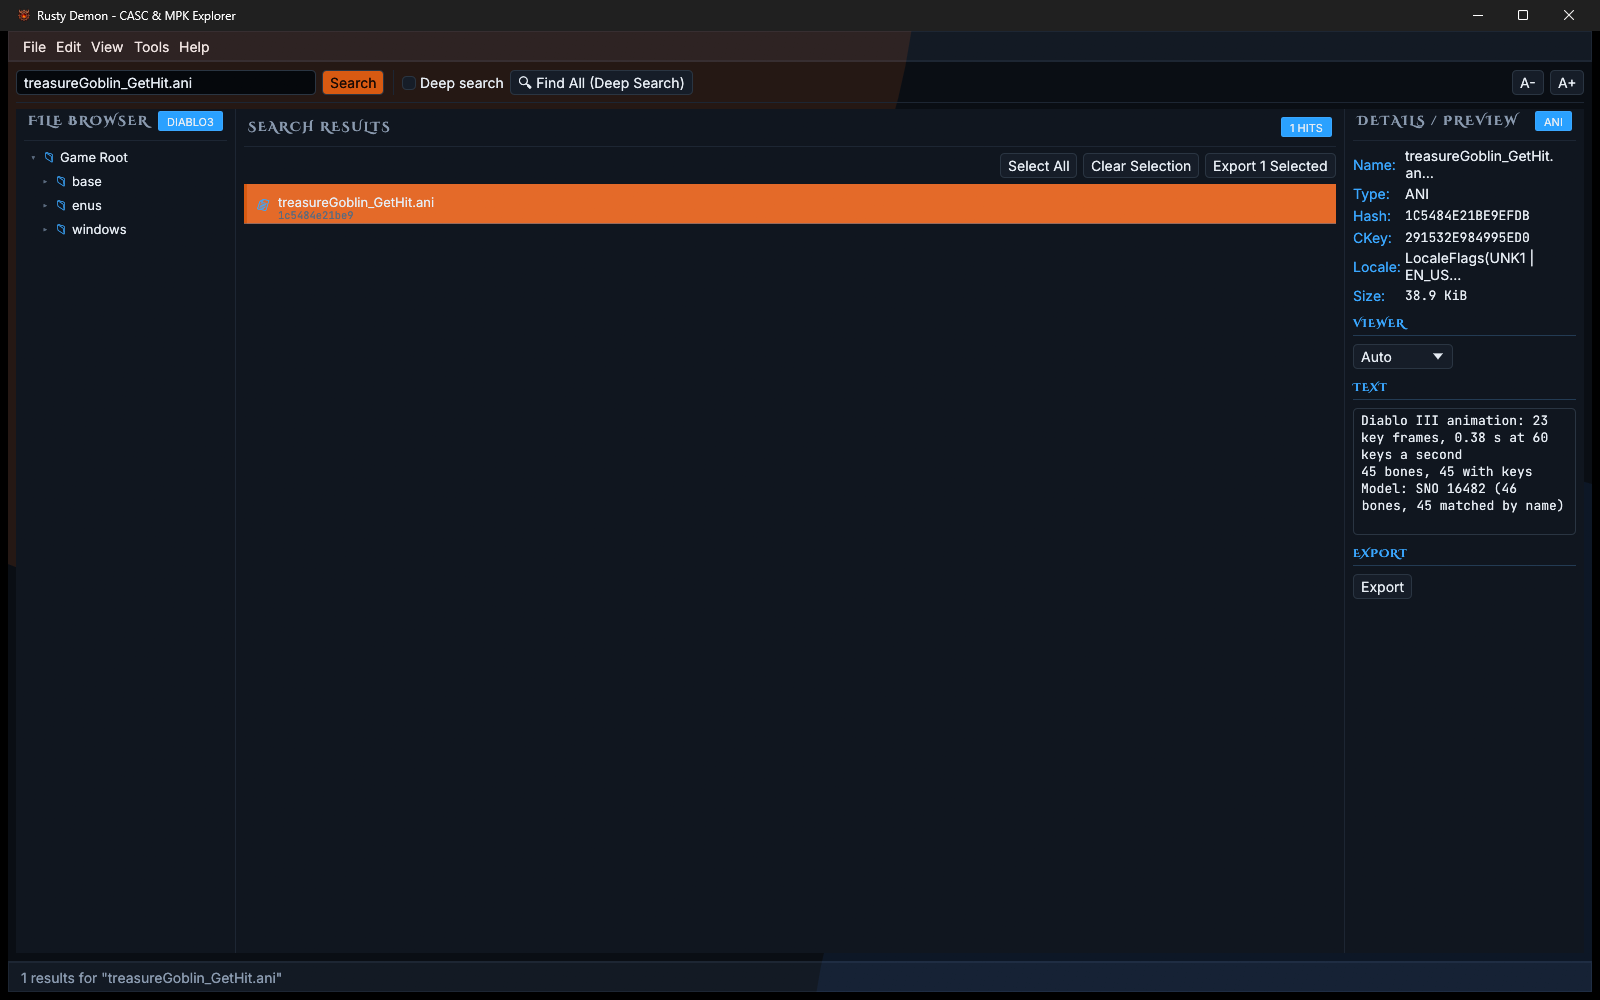 Rusty Demon - CASC & MPK Explorer
File Edit View Tools Help
treasureGoblin_GetHit.ani Search Deep search Find All (Deep Search) A- A+
FILE BROWSER DIABLO3
Game Root
base
enus
windows
SEARCH RESULTS 1 HITS
Select All Clear Selection Export 1 Selected
treasureGoblin_GetHit.ani
1c5484e21be9
DETAILS / PREVIEW ANI
Name: treasureGoblin_GetHit.
an...
Type: ANI
Hash: 1C5484E21BE9EFDB
CKey: 291532E984995ED0
Locale: LocaleFlags(UNK1 |
EN_US...
Size: 38.9 KiB
VIEWER
Auto
TEXT
Diablo III animation: 23
key frames, 0.38 s at 60
keys a second
45 bones, 45 with keys
Model: SNO 16482 (46
bones, 45 matched by name)
EXPORT
Export
1 results for "treasureGoblin_GetHit.ani"